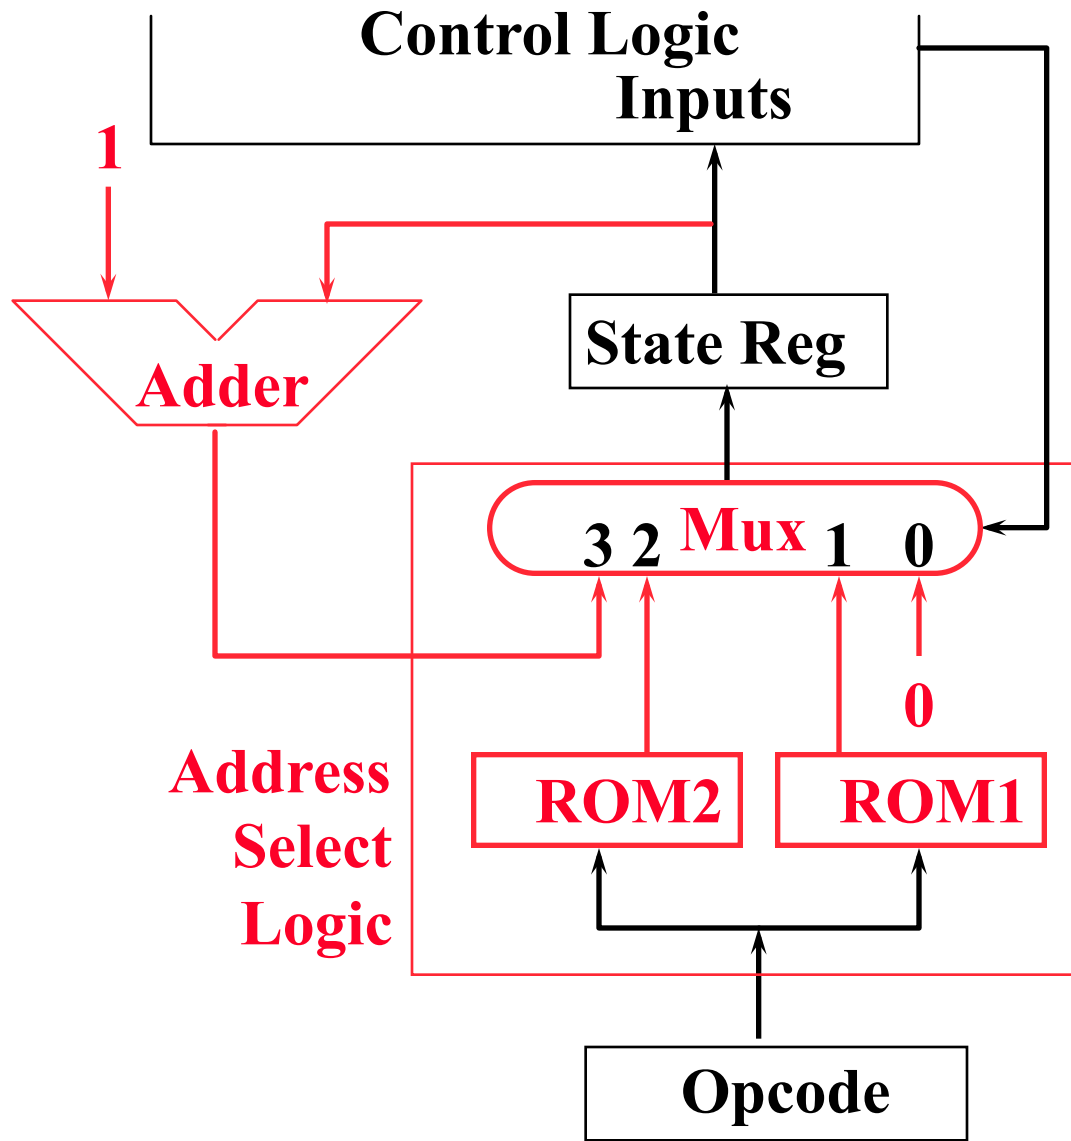 Control Logic
Inputs
1
State Reg
Adder
3 2 Mux 1 0
0
Address
Select
Logic
ROM2 ROM1
Opcode